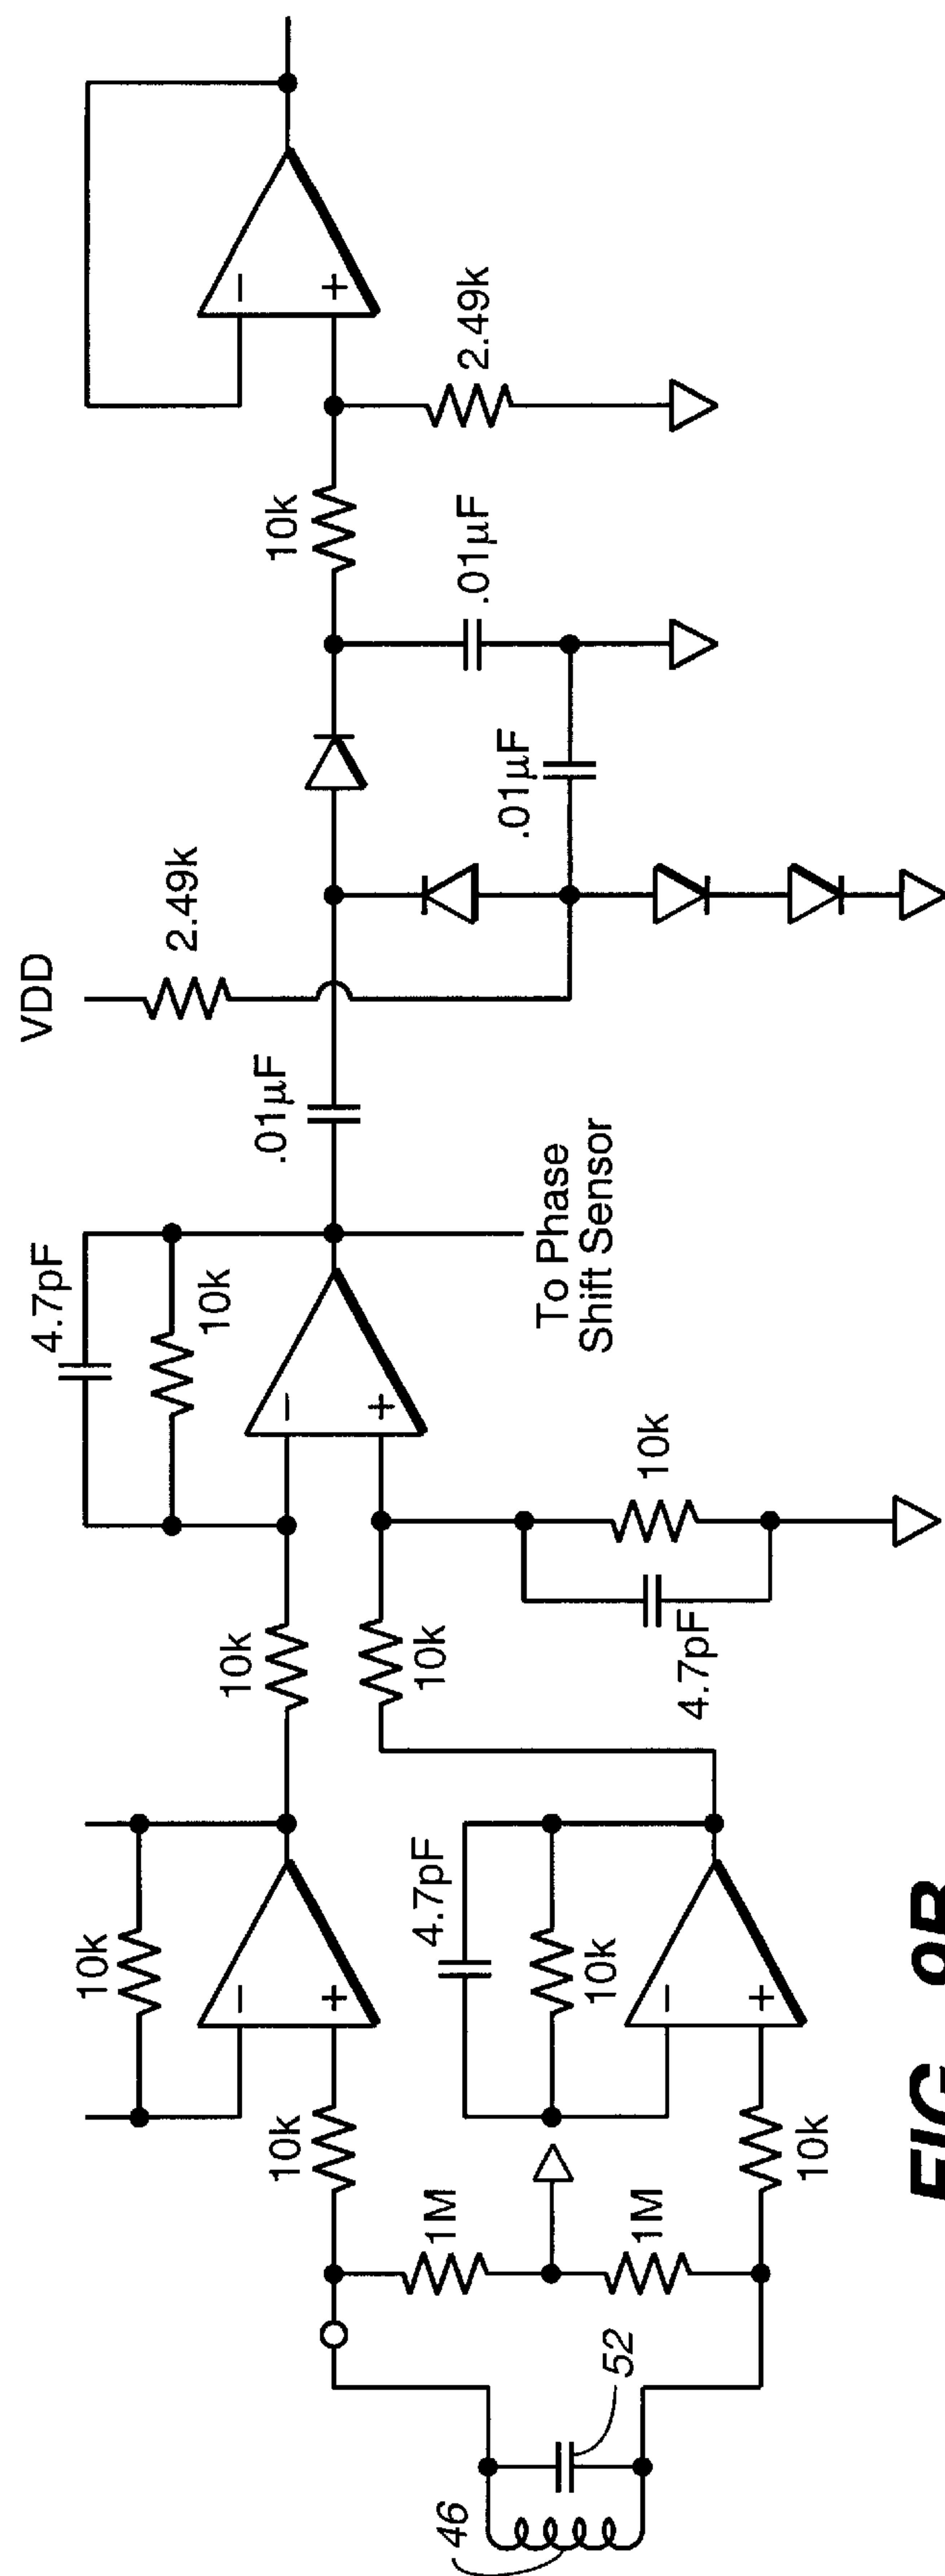 VDD
4.7pF
10k
2.49k
10k
10k
.01µF
10k
10k
46
1M
4.7pF
10k
.01µF
2.49k
.01µF
To Phase
Shift Sensor
52
1M
10k
10k
4.7pF
10k
FIG